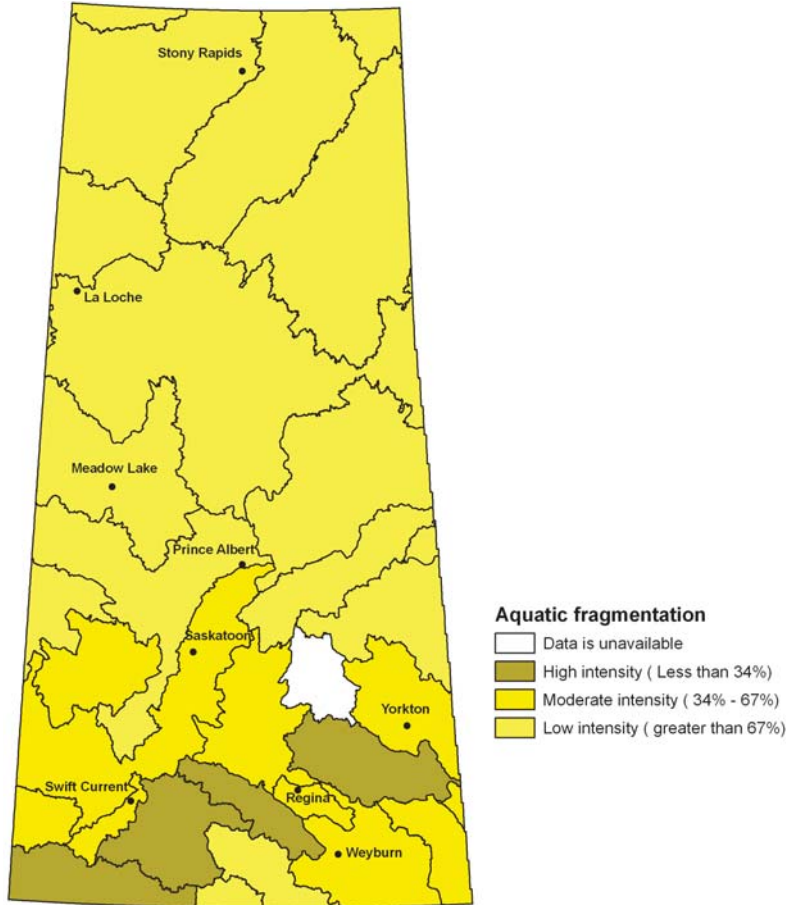 Stony Rapids
La Loche
Meadow Lake
Prince Albert
Saskatoon
Yorkton
Swift Current
Regina
Weyburn
Aquatic fragmentation
Data is unavailable
High intensity ( Less than 34%)
Moderate intensity ( 34% - 67%)
Low intensity ( greater than 67%)